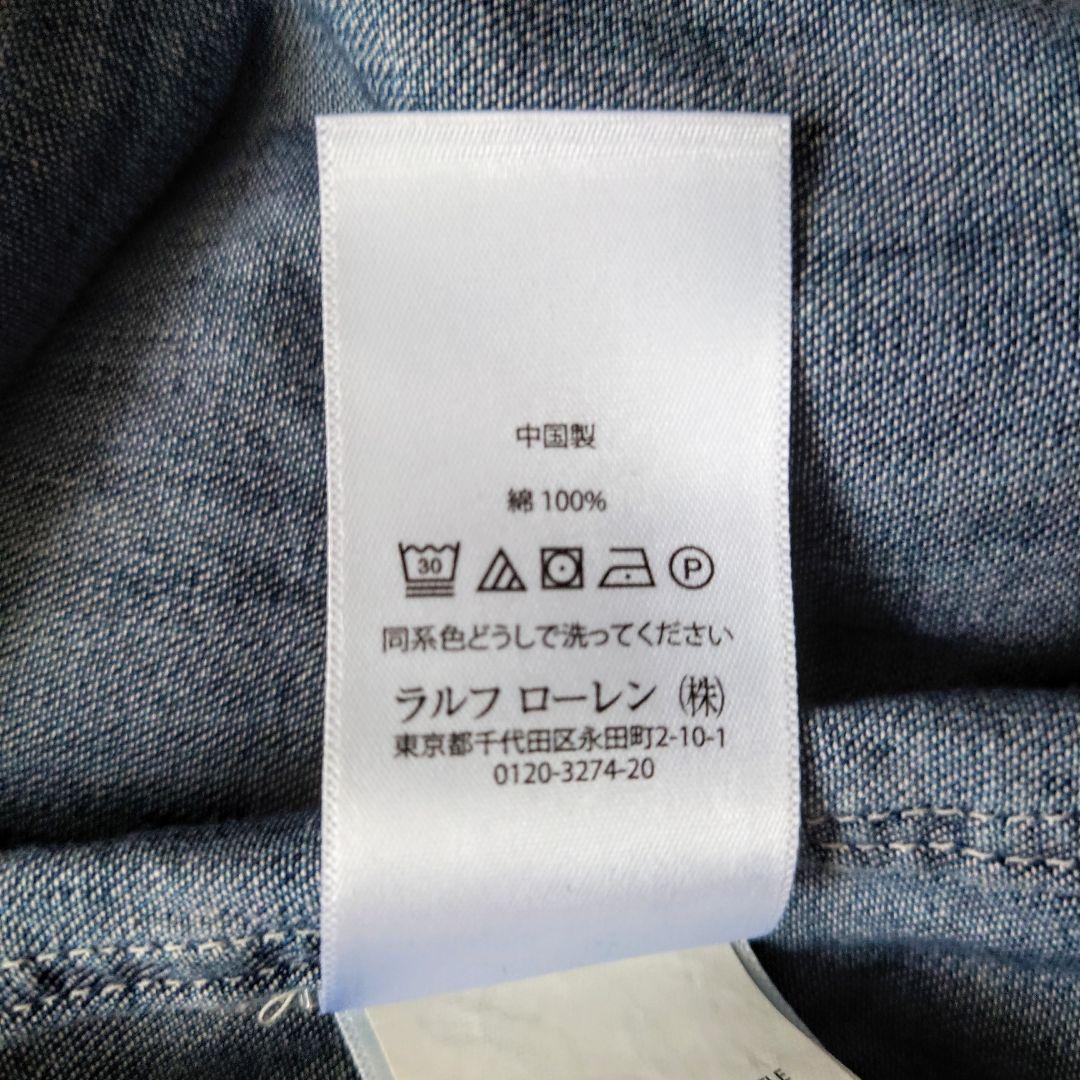 中国製
綿 100%
30 P
同系色どうしで洗ってください
ラルフ ローレン (株)
東京都千代田区永田町2-10-1
0120-3274-20